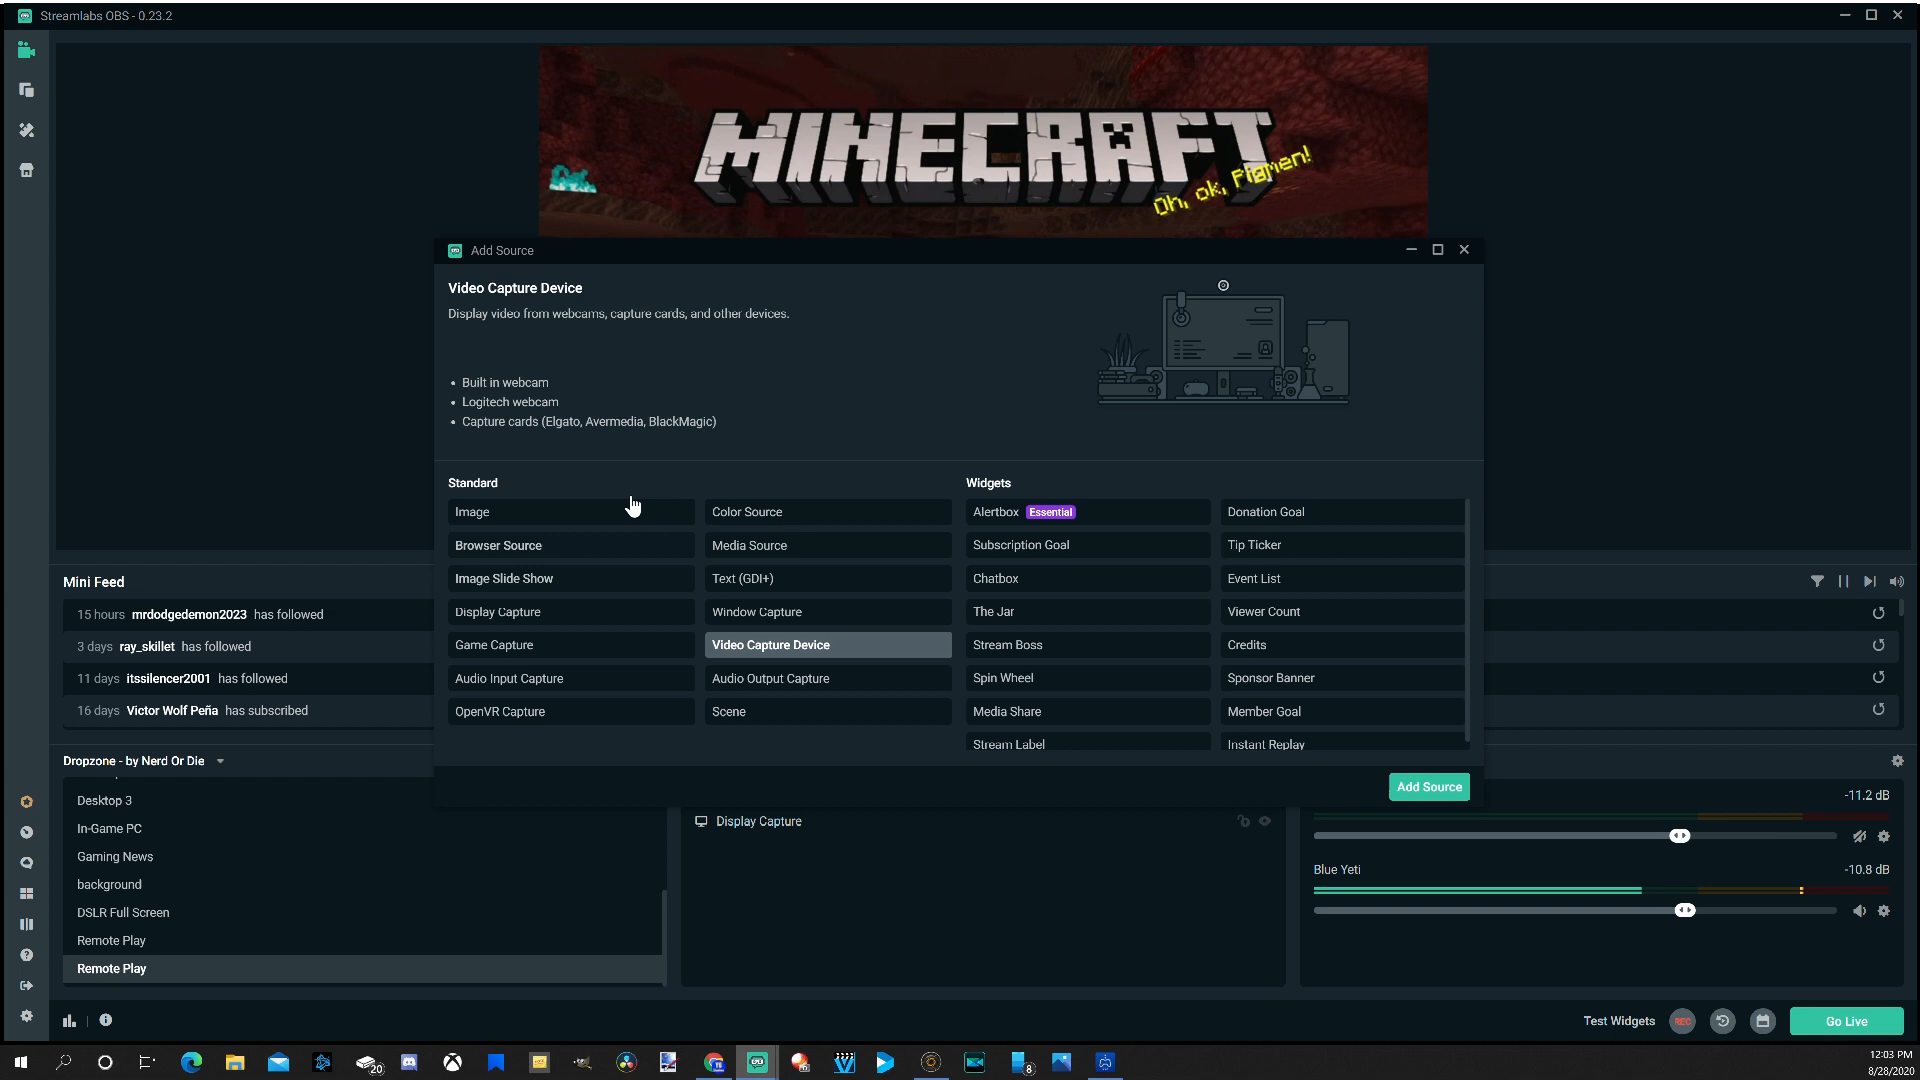 Streamlabs OBS - 0.23.2
MINECRAFT
Oh, ok, Pigmen!
Add Source
Video Capture Device
Display video from webcams, capture cards, and other devices.
• Built in webcam
• Logitech webcam
• Capture cards (Elgato, Avermedia, BlackMagic)
Standard
Widgets
Image
Color Source
Alertbox Essential
Donation Goal
Browser Source
Media Source
Subscription Goal
Tip Ticker
Image Slide Show
Text (GDI+)
Chatbox
Event List
Display Capture
Window Capture
The Jar
Viewer Count
Game Capture
Video Capture Device
Stream Boss
Credits
Audio Input Capture
Audio Output Capture
Spin Wheel
Sponsor Banner
OpenVR Capture
Scene
Media Share
Member Goal
Stream Label
Instant Replay
Add Source
Mini Feed
15 hours mrdodgedemon2023 has followed
3 days ray_skillet has followed
11 days itssilencer2001 has followed
16 days Victor Wolf Peña has subscribed
Dropzone - by Nerd Or Die
Desktop 3
In-Game PC
Gaming News
background
DSLR Full Screen
Remote Play
Remote Play
Display Capture
-11.2 dB
Blue Yeti
-10.8 dB
Test Widgets
REC
Go Live
20
8
12:03 PM
8/28/2020